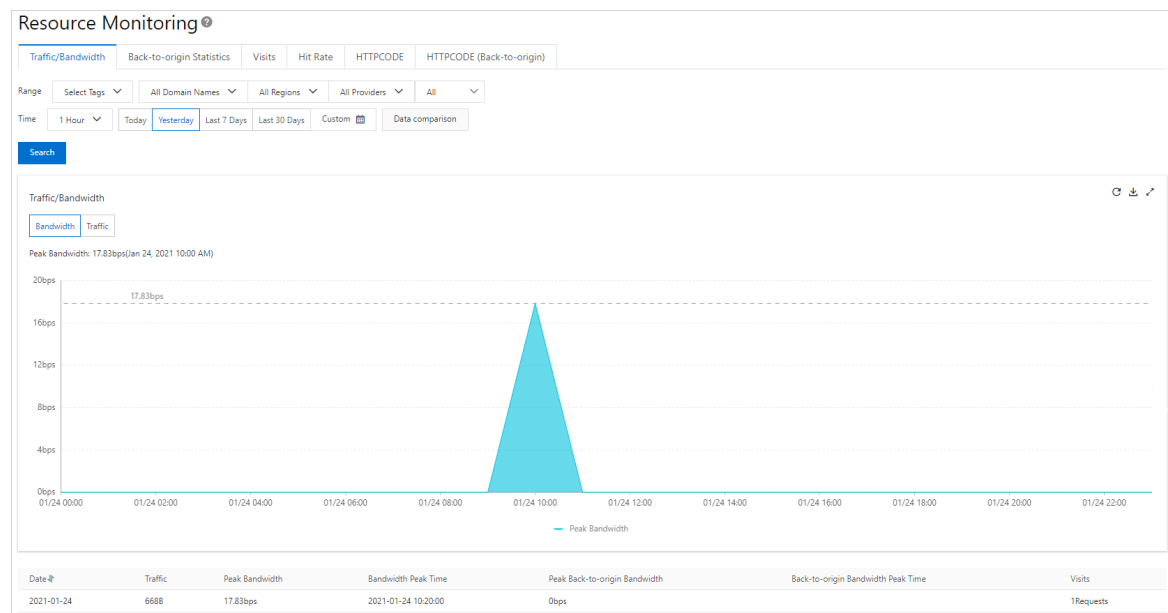 Resource Monitoring
Traffic/Bandwidth Back-to-origin Statistics Visits Hit Rate HTTPCODE HTTPCODE (Back-to-origin)
Range Select Tags All Domain Names All Regions All Providers All
Time 1 Hour Today Yesterday Last 7 Days Last 30 Days Custom Data comparison
Search
Traffic/Bandwidth
Bandwidth Traffic
Peak Bandwidth: 17.83bps(Jan 24, 2021 10:00 AM)
20bps
17.83bps
16bps
12bps
8bps
4bps
0bps
01/24 00:00 01/24 02:00 01/24 04:00 01/24 06:00 01/24 08:00 01/24 10:00 01/24 12:00 01/24 14:00 01/24 16:00 01/24 18:00 01/24 20:00 01/24 22:00
Peak Bandwidth
Date Traffic Peak Bandwidth Bandwidth Peak Time Peak Back-to-origin Bandwidth Back-to-origin Bandwidth Peak Time Visits
2021-01-24 668B 17.83bps 2021-01-24 10:20:00 0bps 1Requests